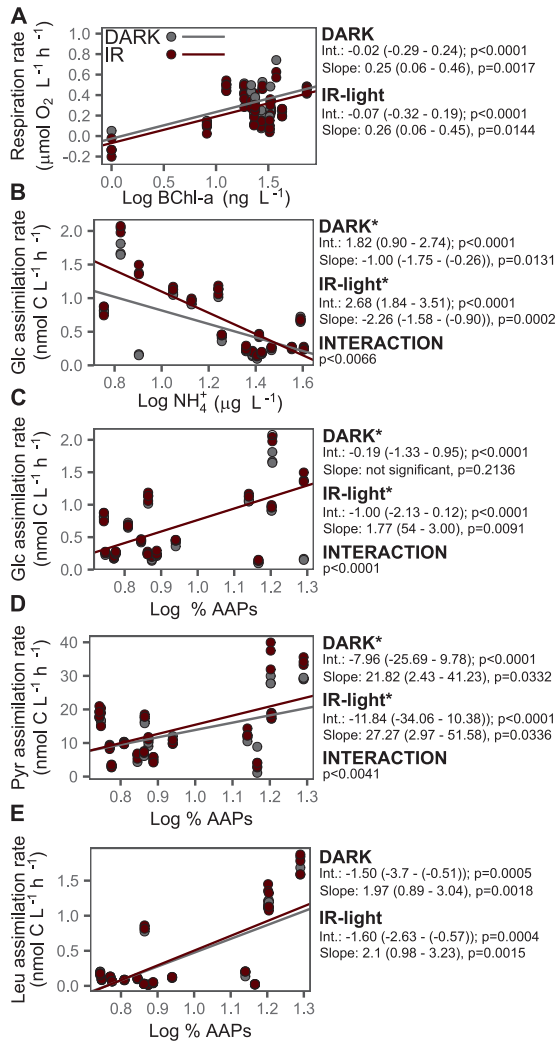 A
DARK
IR
Respiration rate
(µmol O2 L-1 h-1)
1.0
0.8
0.6
0.4
0.2
0.0
-0.2
0.0
0.5
1.0
1.5
Log BChl-a (ng L-1)
DARK
Int.: -0.02 (-0.29 - 0.24); p<0.0001
Slope: 0.25 (0.06 - 0.46), p=0.0017
IR-light
Int.: -0.07 (-0.32 - 0.19); p<0.0001
Slope: 0.26 (0.06 - 0.45), p=0.0144
B
Glc assimilation rate
(nmol C L-1 h-1)
2.0
1.5
1.0
0.5
0.0
0.8
1.0
1.2
1.4
1.6
Log NH4+ (µg L-1)
DARK*
Int.: 1.82 (0.90 - 2.74); p<0.0001
Slope: -1.00 (-1.75 - (-0.26)), p=0.0131
IR-light*
Int.: 2.68 (1.84 - 3.51); p<0.0001
Slope: -2.26 (-1.58 - (-0.90)), p=0.0002
INTERACTION
p<0.0066
C
Glc assimilation rate
(nmol C L-1 h-1)
2.0
1.5
1.0
0.5
0.0
0.8
0.9
1.0
1.1
1.2
1.3
Log % AAPs
DARK*
Int.: -0.19 (-1.33 - 0.95); p<0.0001
Slope: not significant, p=0.2136
IR-light*
Int.: -1.00 (-2.13 - 0.12); p<0.0001
Slope: 1.77 (54 - 3.00), p=0.0091
INTERACTION
p<0.0001
D
Pyr assimilation rate
(nmol C L-1 h-1)
40
30
20
10
0
0.8
0.9
1.0
1.1
1.2
1.3
Log % AAPs
DARK*
Int.: -7.96 (-25.69 - 9.78); p<0.0001
Slope: 21.82 (2.43 - 41.23), p=0.0332
IR-light*
Int.: -11.84 (-34.06 - 10.38)); p<0.0001
Slope: 27.27 (2.97 - 51.58), p=0.0336
INTERACTION
p<0.0041
E
Leu assimilation rate
(nmol C L-1 h-1)
1.5
1.0
0.5
0.0
0.8
0.9
1.0
1.1
1.2
1.3
Log % AAPs
DARK
Int.: -1.50 (-3.7 - (-0.51)); p=0.0005
Slope: 1.97 (0.89 - 3.04), p=0.0018
IR-light
Int.: -1.60 (-2.63 - (-0.57)); p=0.0004
Slope: 2.1 (0.98 - 3.23), p=0.0015